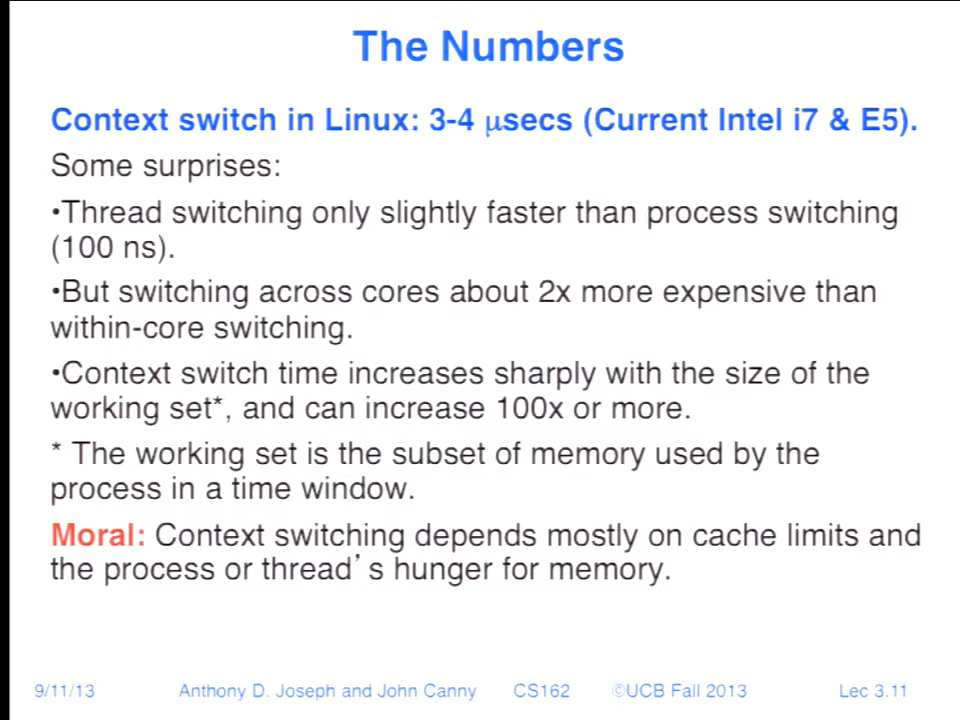 The Numbers
Context switch in Linux: 3-4 μsecs (Current Intel i7 & E5).
Some surprises:
•Thread switching only slightly faster than process switching
(100 ns).
•But switching across cores about 2x more expensive than
within-core switching.
•Context switch time increases sharply with the size of the
working set*, and can increase 100x or more.
* The working set is the subset of memory used by the
process in a time window.
Moral: Context switching depends mostly on cache limits and
the process or thread's hunger for memory.
9/11/13 Anthony D. Joseph and John Canny CS162 ©UCB Fall 2013 Lec 3.11